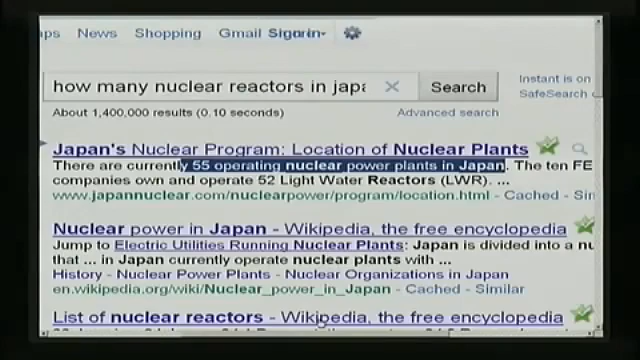 News Shopping Gmail Sign in
how many nuclear reactors in japa × Search
Instant is on
SafeSearch
About 1,400,000 results (0.10 seconds) Advanced search
Japan's Nuclear Program: Location of Nuclear Plants
There are currently 55 operating nuclear power plants in Japan. The ten FE
companies own and operate 52 Light Water Reactors (LWR). ...
www.japannuclear.com/nuclearpower/program/location.html - Cached - Sim
Nuclear power in Japan - Wikipedia, the free encyclopedia
Jump to Electric Utilities Running Nuclear Plants: Japan is divided into a nu
that ... in Japan currently operate nuclear plants with ...
History - Nuclear Power Plants - Nuclear Organizations in Japan
en.wikipedia.org/wiki/Nuclear_power_in_Japan - Cached - Similar
List of nuclear reactors - Wikipedia, the free encyclopedia